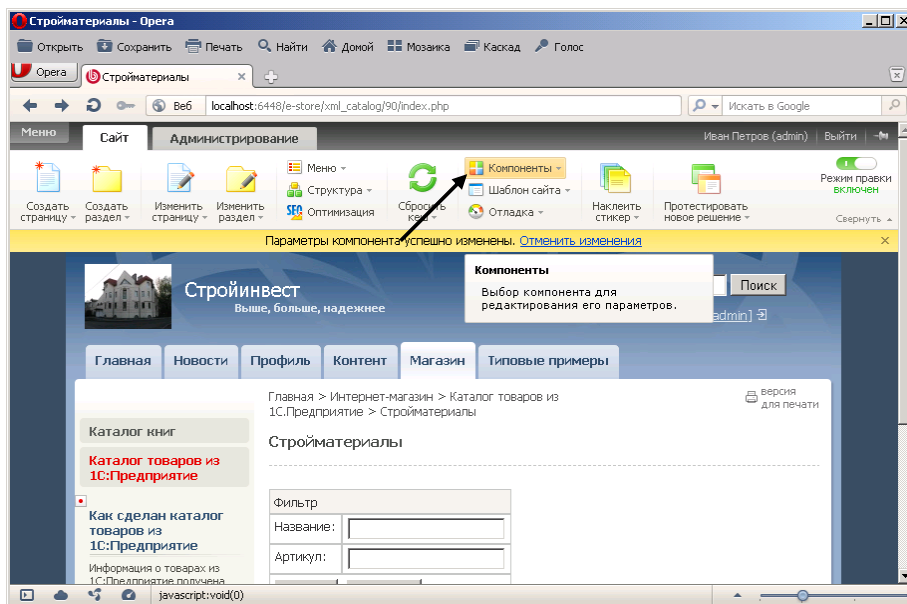 Стройматериалы - Opera
Открыть Сохранить Печать Найти Домой Мозаика Каскад Голос
Opera Стройматериалы
Веб localhost:6448/e-store/xml_catalog/90/index.php Искать в Google
Меню Сайт Администрирование Иван Петров (admin) Выйти
Создать страницу Создать раздел Изменить страницу Изменить раздел
Меню
Структура
SEO Оптимизация
Сбросить кеш
Компоненты
Шаблон сайта
Отладка
Наклеить стикер
Протестировать новое решение
Режим правки
включен
Свернуть
Параметры компонента успешно изменены. Отменить изменения
Компоненты
Выбор компонента для
редактирования его параметров.
Стройинвест
Выше, больше, надежнее
Поиск
admin]
Главная Новости Профиль Контент Магазин Типовые примеры
Главная > Интернет-магазин > Каталог товаров из
1С.Предприятие > Стройматериалы
версия
для печати
Каталог книг
Каталог товаров из
1С:Предприятие
Как сделан каталог
товаров из
1С:Предприятие
Информация о товарах из
1С:Предприятие получена
Стройматериалы
Фильтр
Название:
Артикул:
javascript:void(0)